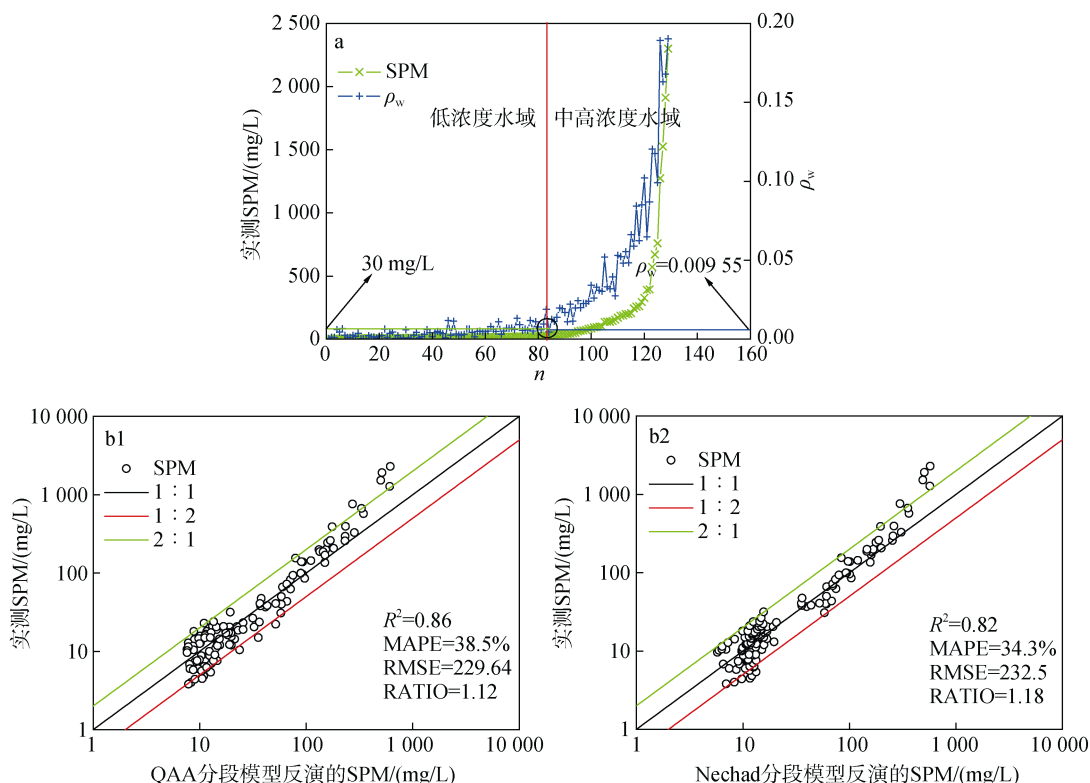 a
SPM
ρw
低浓度水域
中高浓度水域
30 mg/L
ρw=0.009 55
2 500
2 000
1 500
1 000
500
0
实测SPM/(mg/L)
0.20
0.15
0.10
0.05
0.00
ρw
0 20 40 60 80 100 120 140 160
n
b1
SPM
1∶1
1∶2
2∶1
R²=0.86
MAPE=38.5%
RMSE=229.64
RATIO=1.12
10 000
1 000
100
10
1
实测SPM/(mg/L)
1 10 100 1 000 10 000
QAA分段模型反演的SPM/(mg/L)
b2
SPM
1∶1
1∶2
2∶1
R²=0.82
MAPE=34.3%
RMSE=232.5
RATIO=1.18
10 000
1 000
100
10
1
实测SPM/(mg/L)
1 10 100 1 000 10 000
Nechad分段模型反演的SPM/(mg/L)